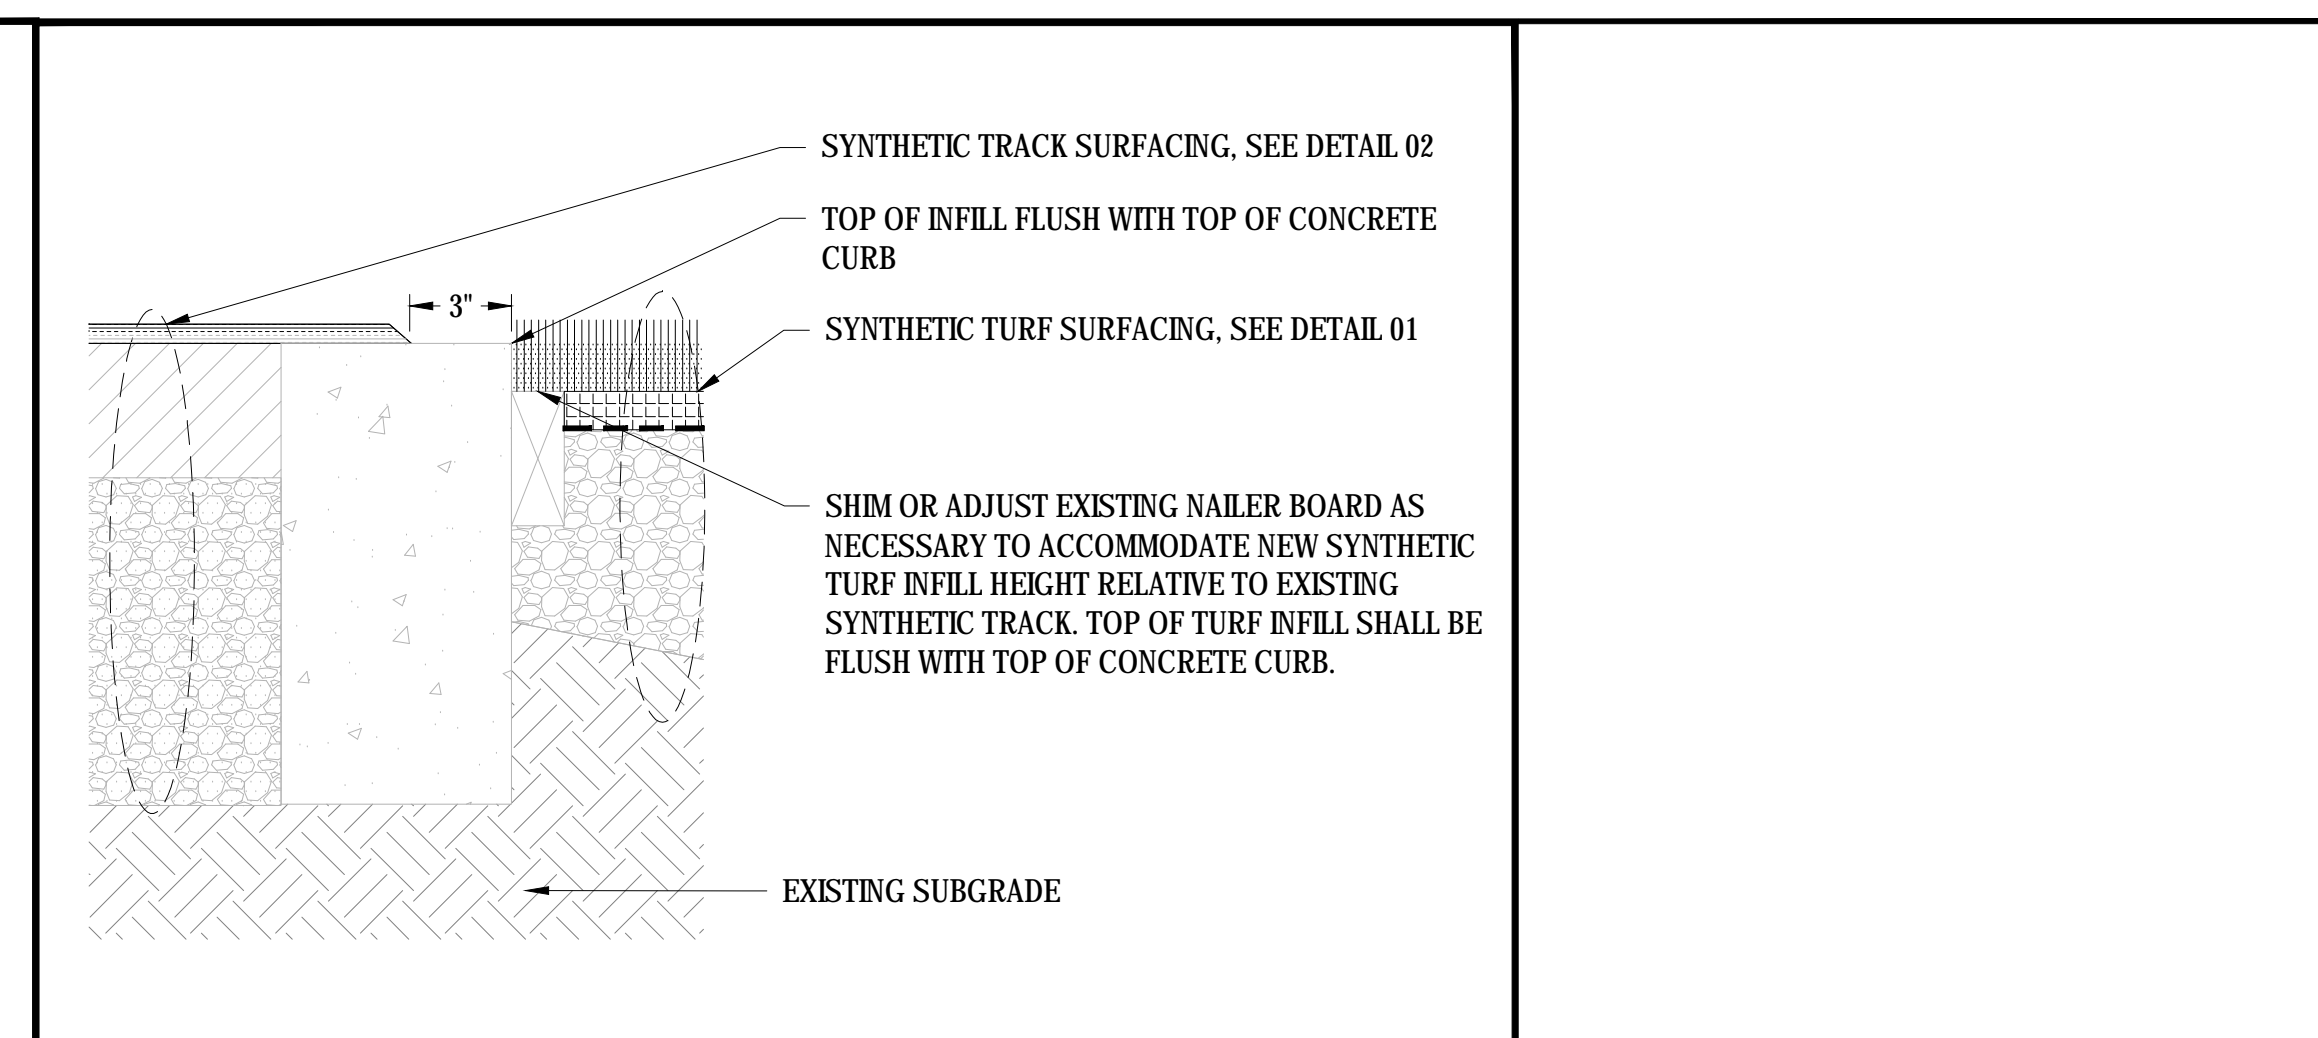 SYNTHETIC TRACK SURFACING, SEE DETAIL 02
TOP OF INFILL FLUSH WITH TOP OF CONCRETE
CURB
3"
SYNTHETIC TURF SURFACING, SEE DETAIL 01
SHIM OR ADJUST EXISTING NAILER BOARD AS
NECESSARY TO ACCOMMODATE NEW SYNTHETIC
TURF INFILL HEIGHT RELATIVE TO EXISTING
SYNTHETIC TRACK. TOP OF TURF INFILL SHALL BE
FLUSH WITH TOP OF CONCRETE CURB.
EXISTING SUBGRADE